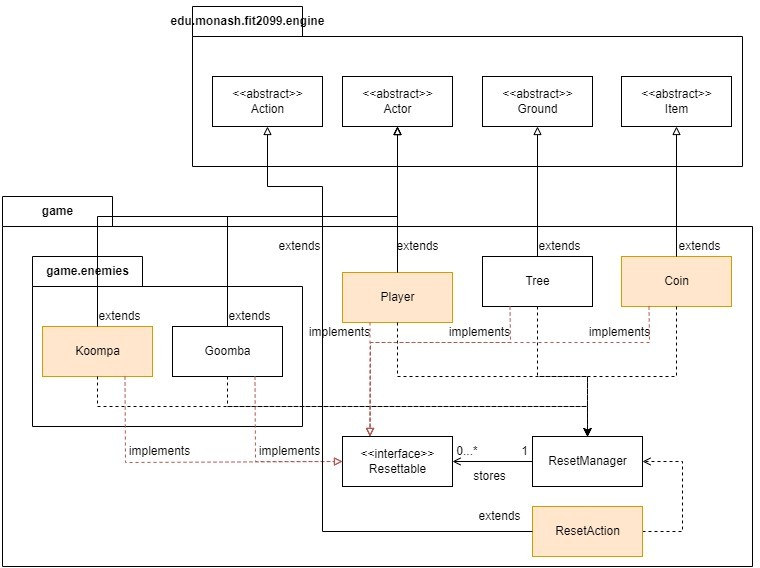 edu.monash.fit2099.engine
<<abstract>>
Action
<<abstract>>
Actor
<<abstract>>
Ground
<<abstract>>
Item
game
extends
extends
extends
extends
game.enemies
Player
Tree
Coin
extends
extends
implements
implements
implements
Koompa
Goomba
implements
implements
<<interface>>
Resettable
0...*
1
stores
ResetManager
extends
ResetAction